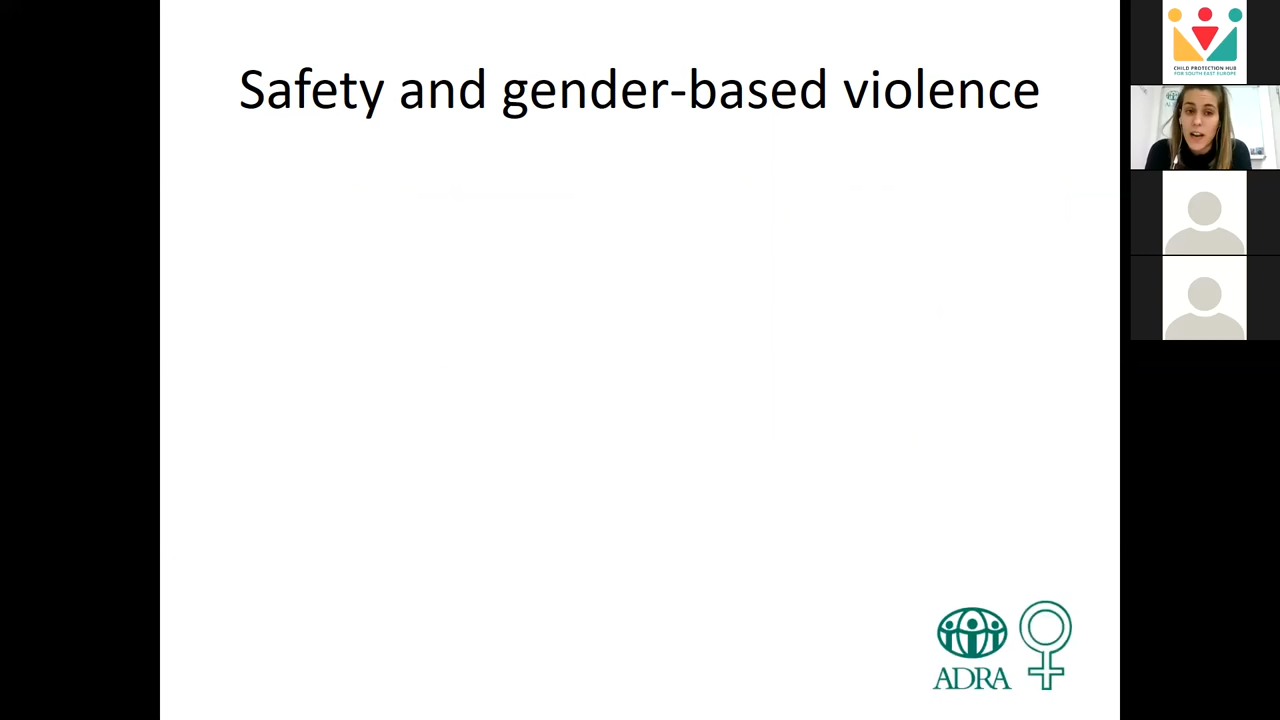 Safety and gender-based violence
CHILD PROTECTION HUB
FOR SOUTH EAST EUROPE
ADRA